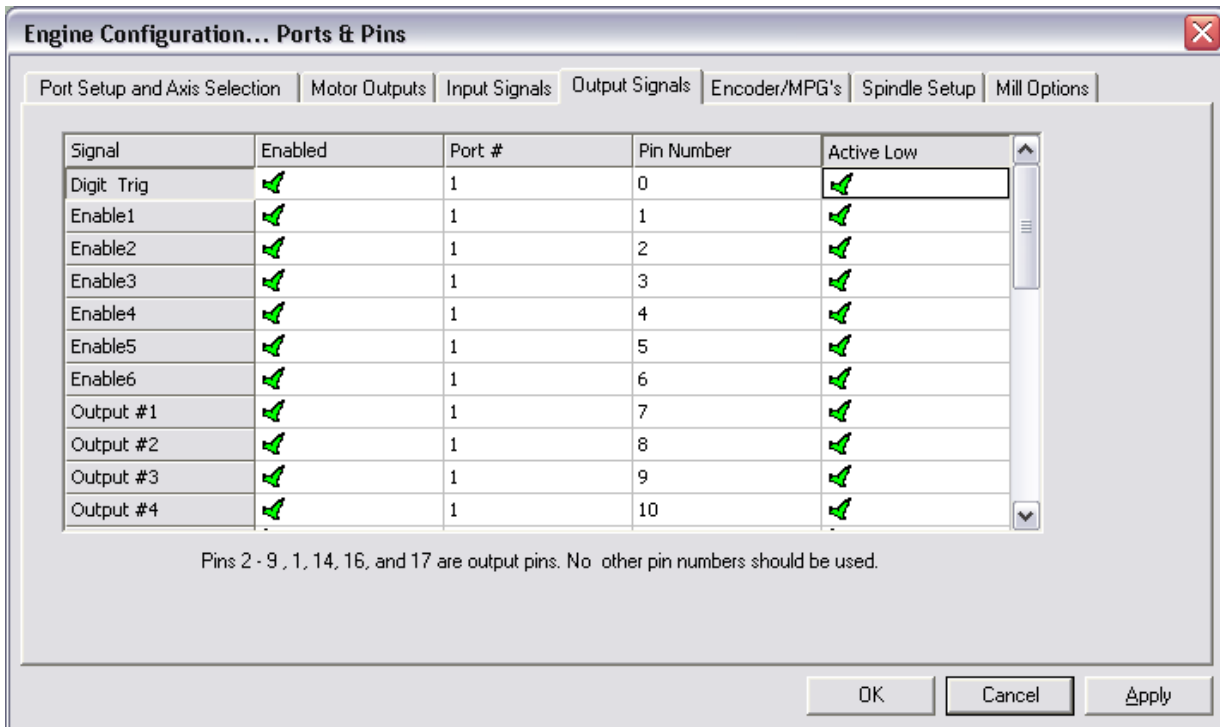 Engine Configuration... Ports & Pins
Port Setup and Axis Selection Motor Outputs Input Signals Output Signals Encoder/MPG's Spindle Setup Mill Options
Signal Enabled Port # Pin Number Active Low
Digit Trig 1 0
Enable1 1 1
Enable2 1 2
Enable3 1 3
Enable4 1 4
Enable5 1 5
Enable6 1 6
Output #1 1 7
Output #2 1 8
Output #3 1 9
Output #4 1 10
Pins 2 - 9 , 1, 14, 16, and 17 are output pins. No other pin numbers should be used.
OK Cancel Apply